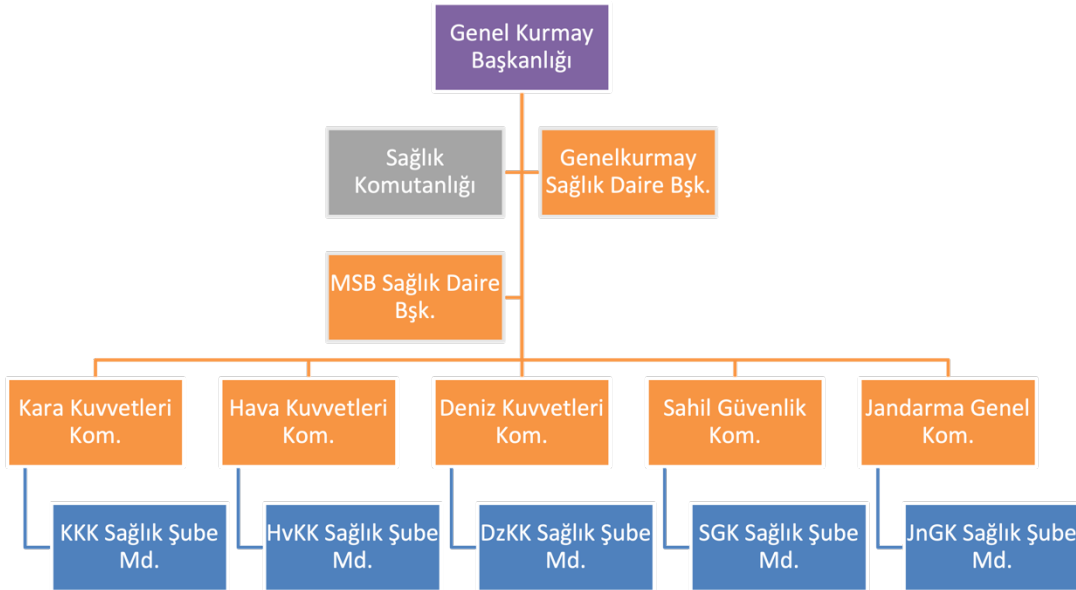 Genel Kurmay
Başkanlığı
Sağlık
Komutanlığı
Genelkurmay
Sağlık Daire Bşk.
MSB Sağlık Daire
Bşk.
Kara Kuvvetleri
Kom.
Hava Kuvvetleri
Kom.
Deniz Kuvvetleri
Kom.
Sahil Güvenlik
Kom.
Jandarma Genel
Kom.
KKK Sağlık Şube
Md.
HvKK Sağlık Şube
Md.
DzKK Sağlık Şube
Md.
SGK Sağlık Şube
Md.
JnGK Sağlık Şube
Md.